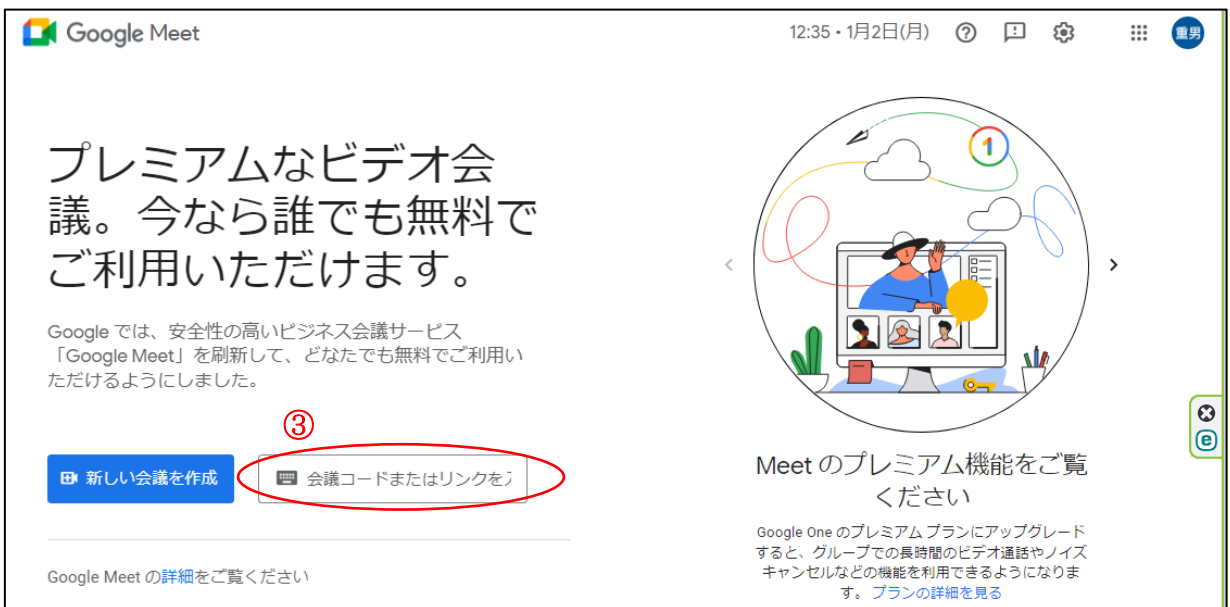 Google Meet
12:35・1月2日(月)
重男
プレミアムなビデオ会
議。今なら誰でも無料で
ご利用いただけます。
Google では、安全性の高いビジネス会議サービス
「Google Meet」を刷新して、どなたでも無料でご利用い
ただけるようにしました。
③
新しい会議を作成
会議コードまたはリンクを
Google Meet の詳細をご覧ください
1
Meet のプレミアム機能をご覧
ください
Google One のプレミアム プランにアップグレード
すると、グループでの長時間のビデオ通話やノイズ
キャンセルなどの機能を利用できるようになりま
す。 プランの詳細を見る
e